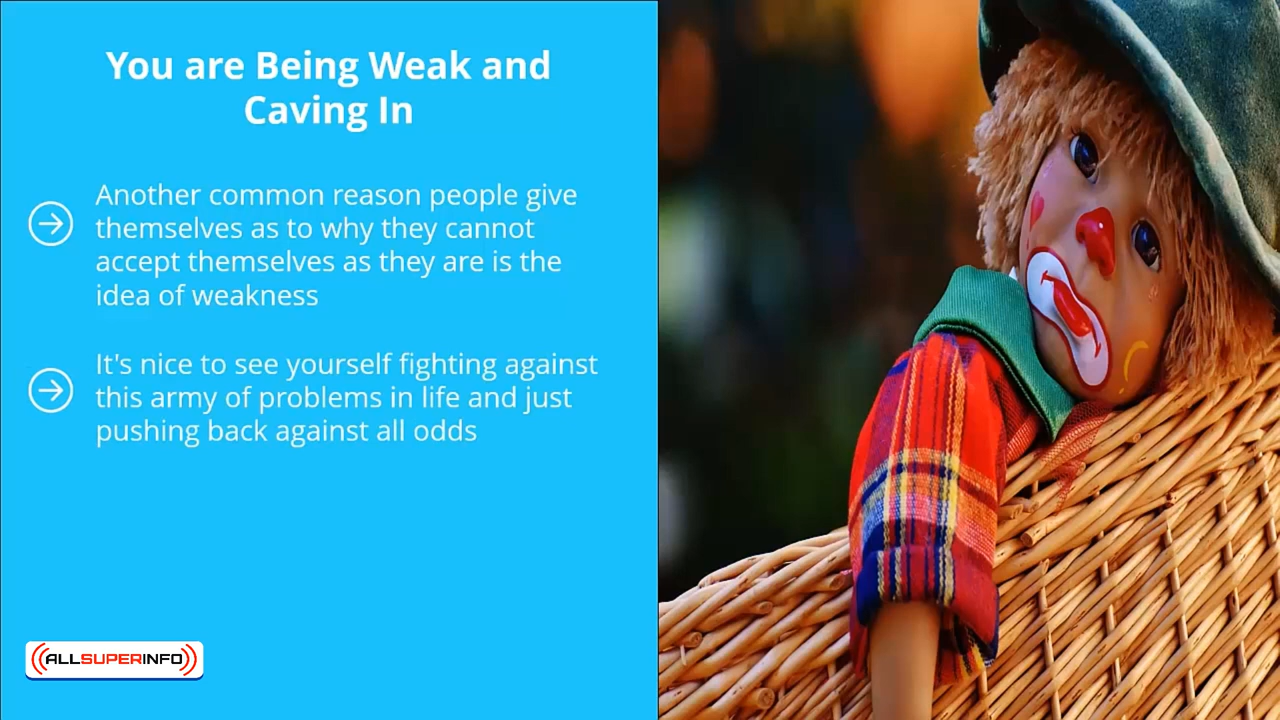 You are Being Weak and
Caving In
Another common reason people give
themselves as to why they cannot
accept themselves as they are is the
idea of weakness
It's nice to see yourself fighting against
this army of problems in life and just
pushing back against all odds
ALLSUPERINFO